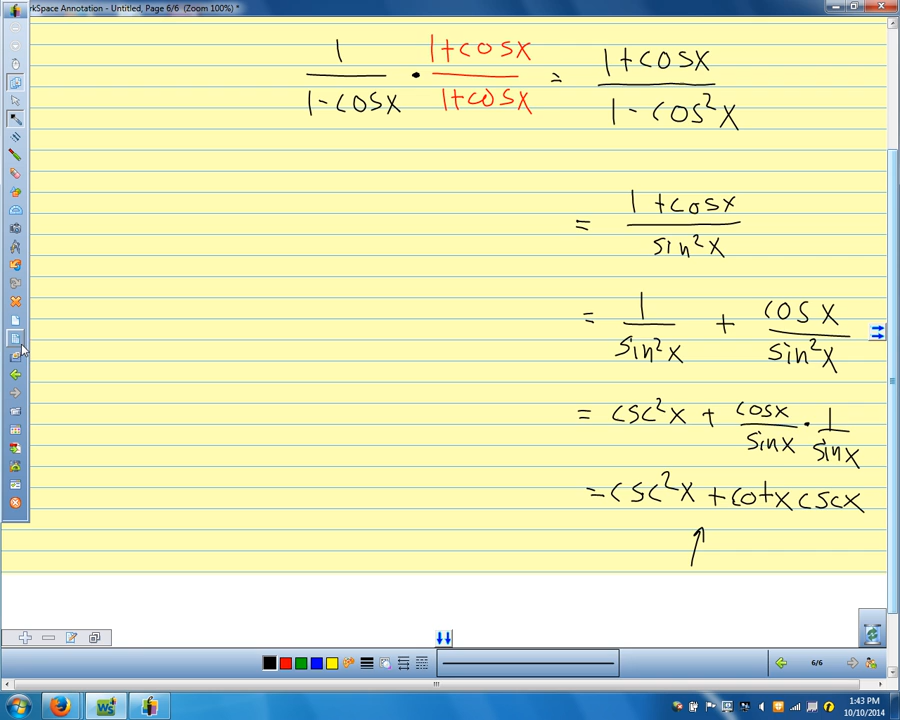 rkSpace Annotation - Untitled, Page 6/6 (Zoom 100%) *
1/(1-cosx) · (1+cosx)/(1+cosx) = (1+cosx)/(1-cos²x)
= (1+cosx)/(sin²x)
= 1/(sin²x) + cosx/(sin²x)
= csc²x + cosx/sinx · 1/sinx
= csc²x + cotx cscx
6/6
1:43 PM
10/10/2014